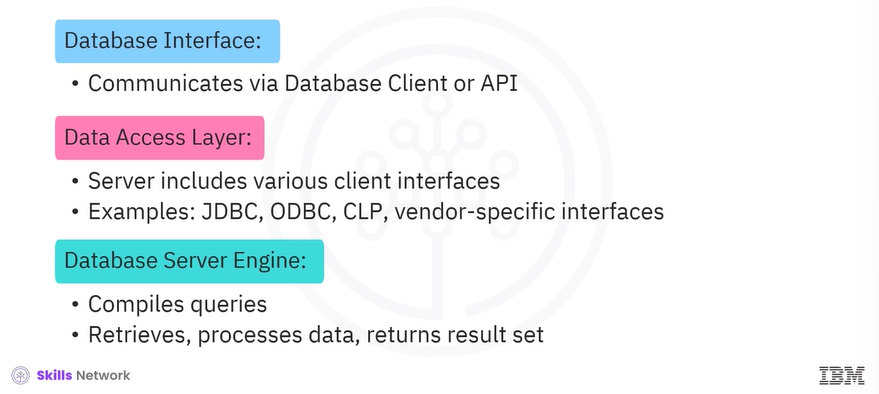 Database Interface:
• Communicates via Database Client or API
Data Access Layer:
• Server includes various client interfaces
• Examples: JDBC, ODBC, CLP, vendor-specific interfaces
Database Server Engine:
• Compiles queries
• Retrieves, processes data, returns result set
Skills Network
IBM